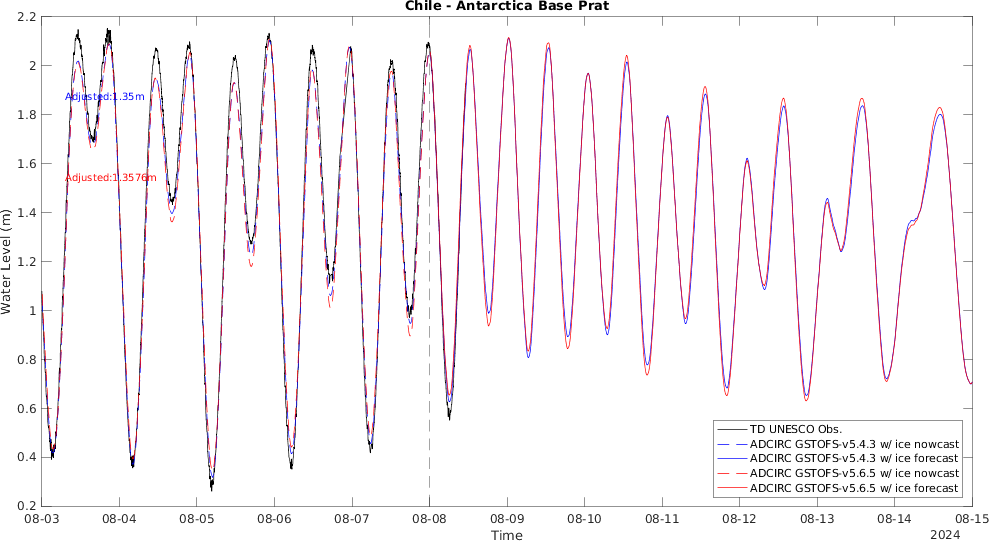 Chile - Antarctica Base Prat
2.2
2
1.8
1.6
1.4
1.2
1
0.8
0.6
0.4
0.2
Water Level (m)
Adjusted:1.35m
Adjusted:1.3576m
TD UNESCO Obs.
ADCIRC GSTOFS-v5.4.3 w/ ice nowcast
ADCIRC GSTOFS-v5.4.3 w/ ice forecast
ADCIRC GSTOFS-v5.6.5 w/ ice nowcast
ADCIRC GSTOFS-v5.6.5 w/ ice forecast
08-03 08-04 08-05 08-06 08-07 08-08 08-09 08-10 08-11 08-12 08-13 08-14 08-15
Time
2024